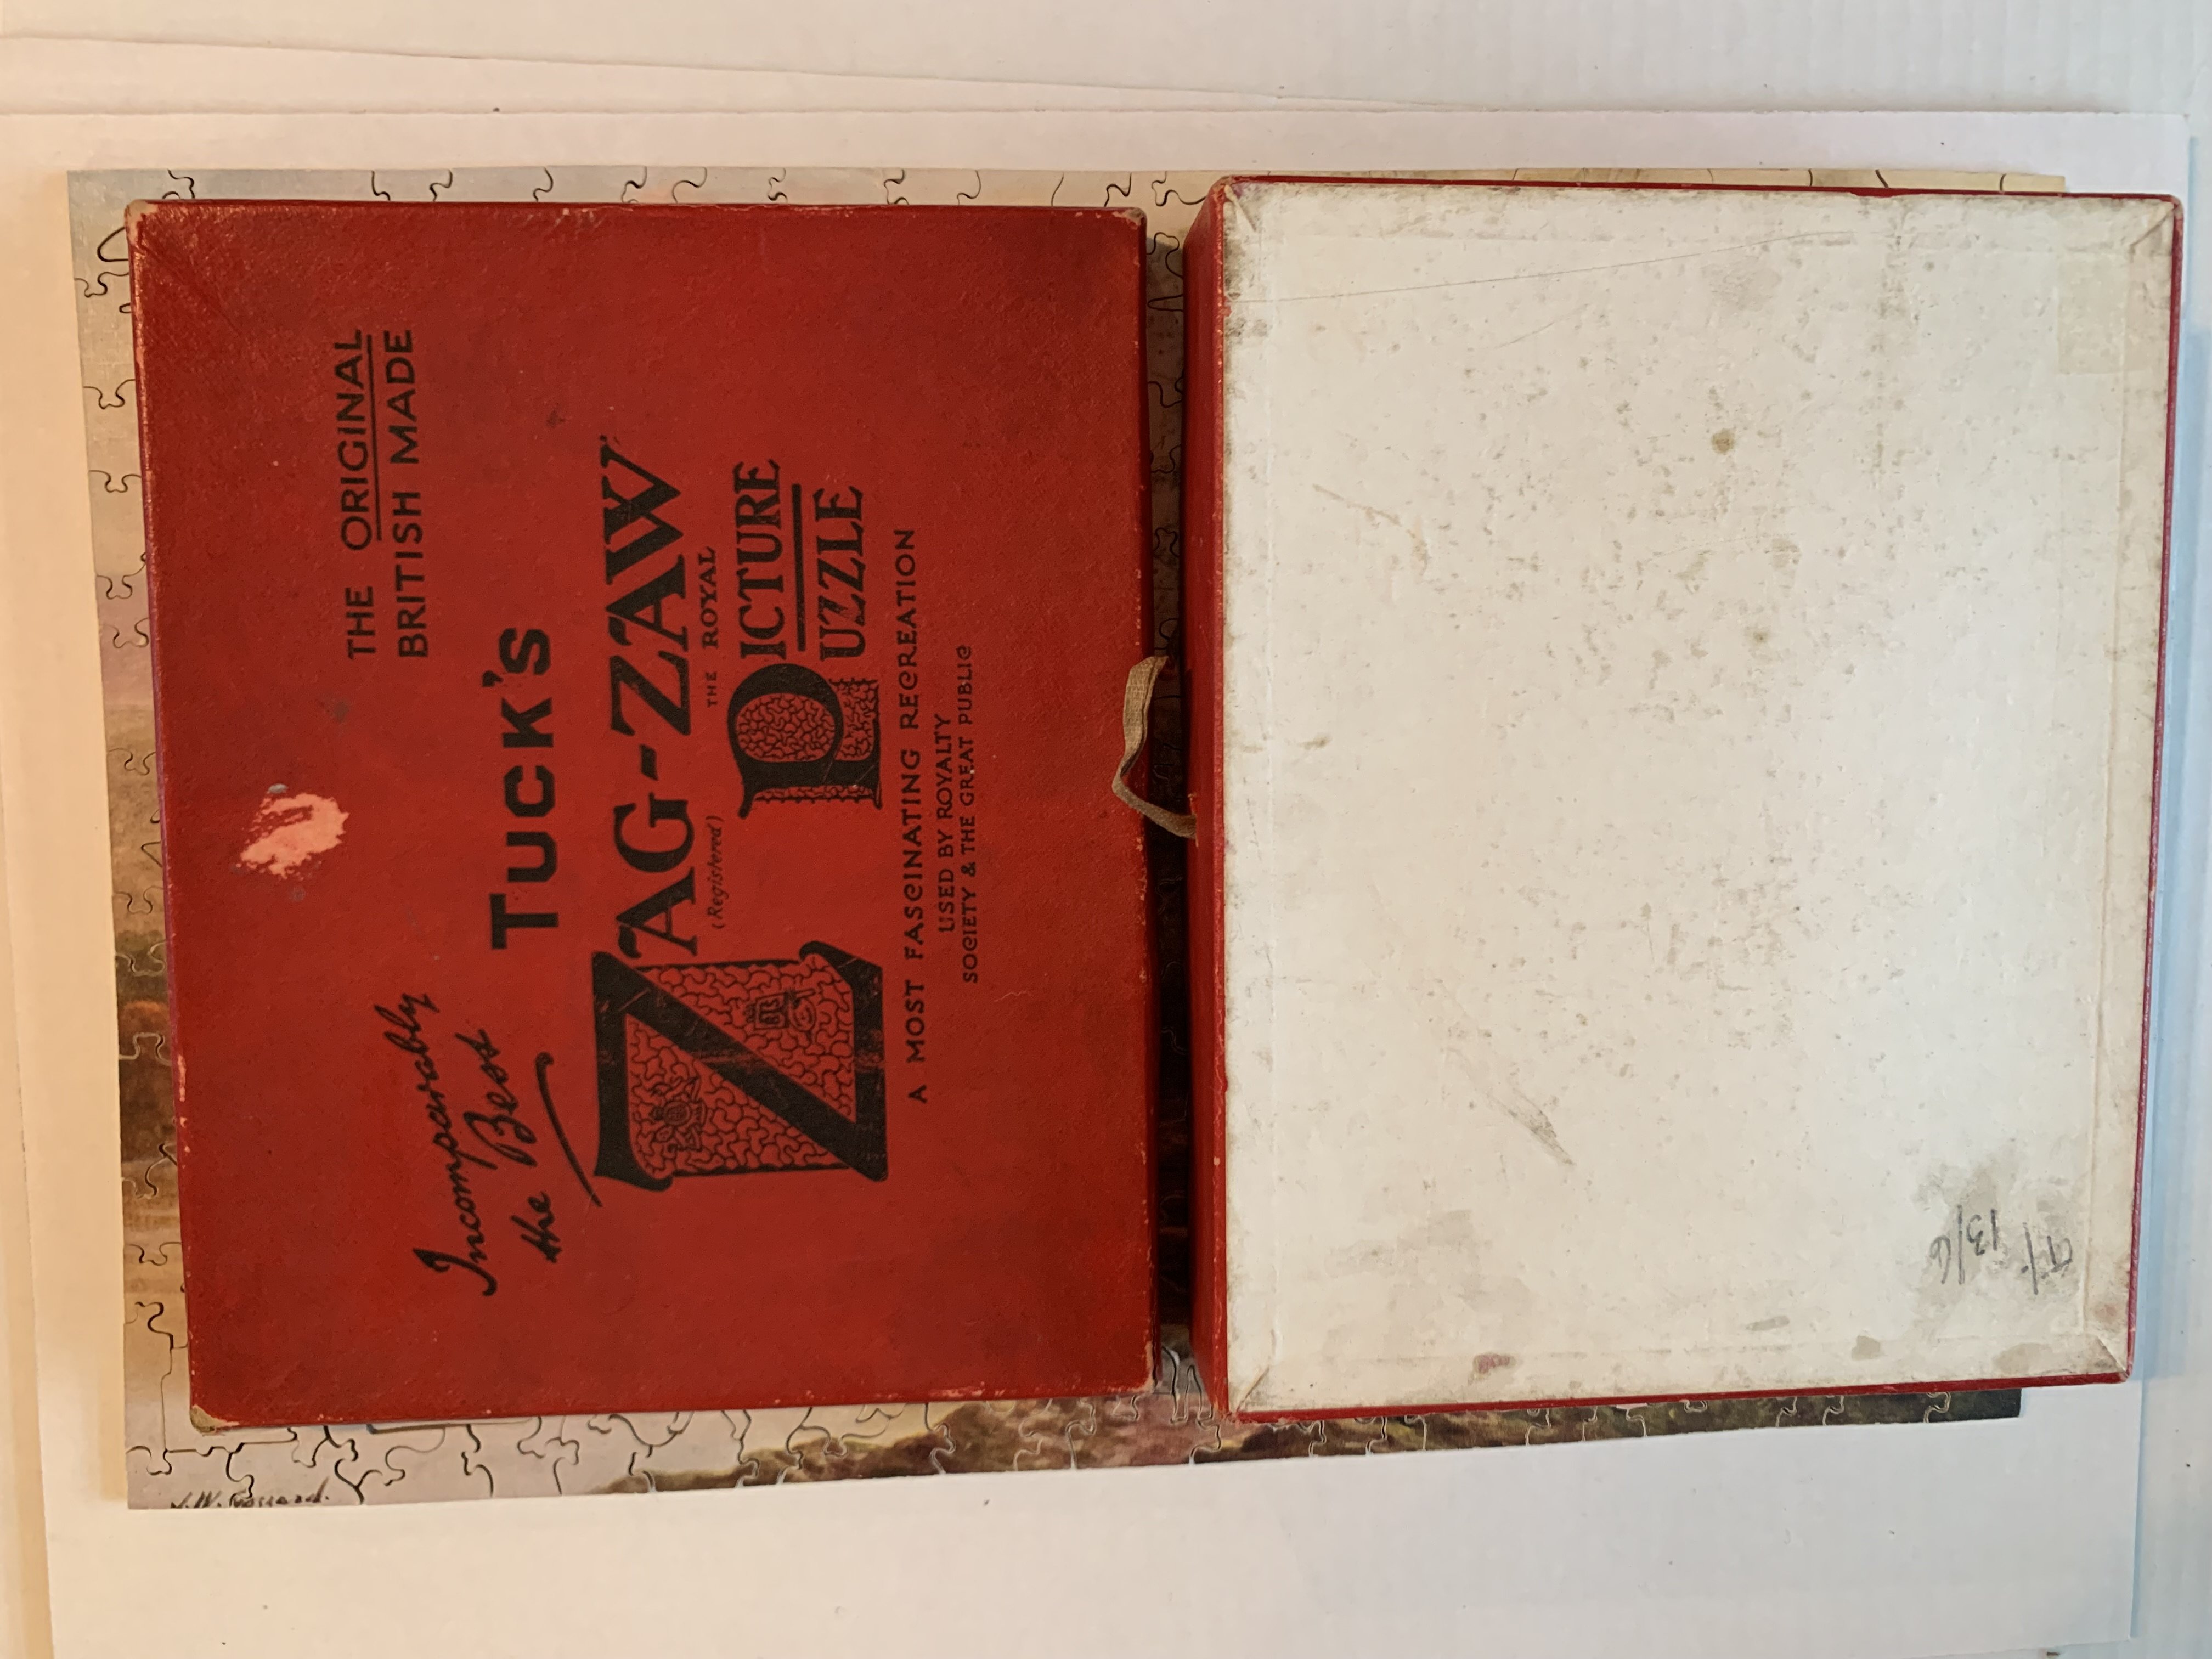 THE ORIGINAL
BRITISH MADE
Incomparably
the Best
TUCK'S
ZAG-ZAW
(Registered) THE ROYAL
PICTURE
PUZZLE
A MOST FASCINATING RECREATION
USED BY ROYALTY
SOCIETY & THE GREAT PUBLIC
13/6
J.W.